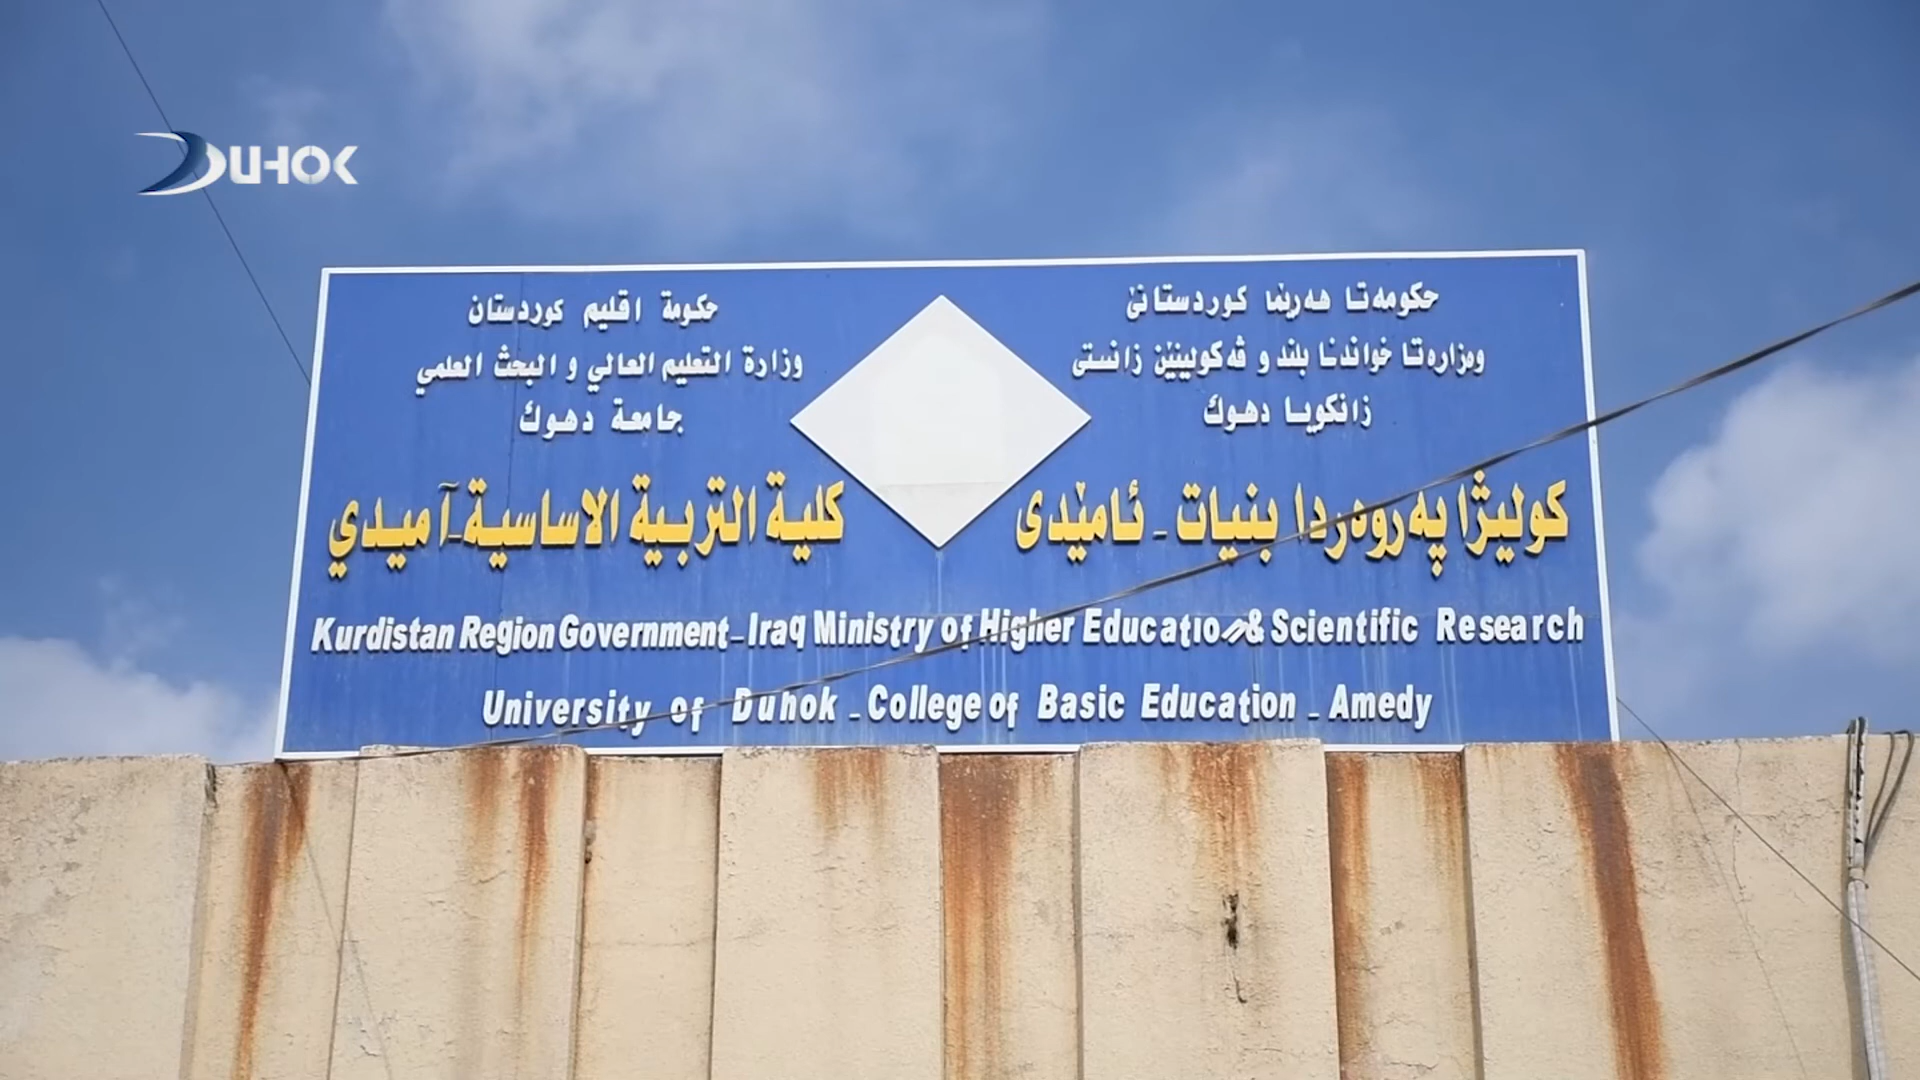 DUHOK
حكومەتا هەرێما كوردستانێ
وەزارەتا خواندنا بلند و ڤەكولینێن زانستی
زانكویا دهوك
كولیژا پەروەردا بنیات - ئامێدی
حكومة اقليم كوردستان
وزارة التعليم العالي و البحث العلمي
جامعة دهوك
كلية التربية الاساسية-آميدي
Kurdistan Region Government-Iraq Ministry of Higher Education & Scientific Research
University of Duhok - College of Basic Education - Amedy